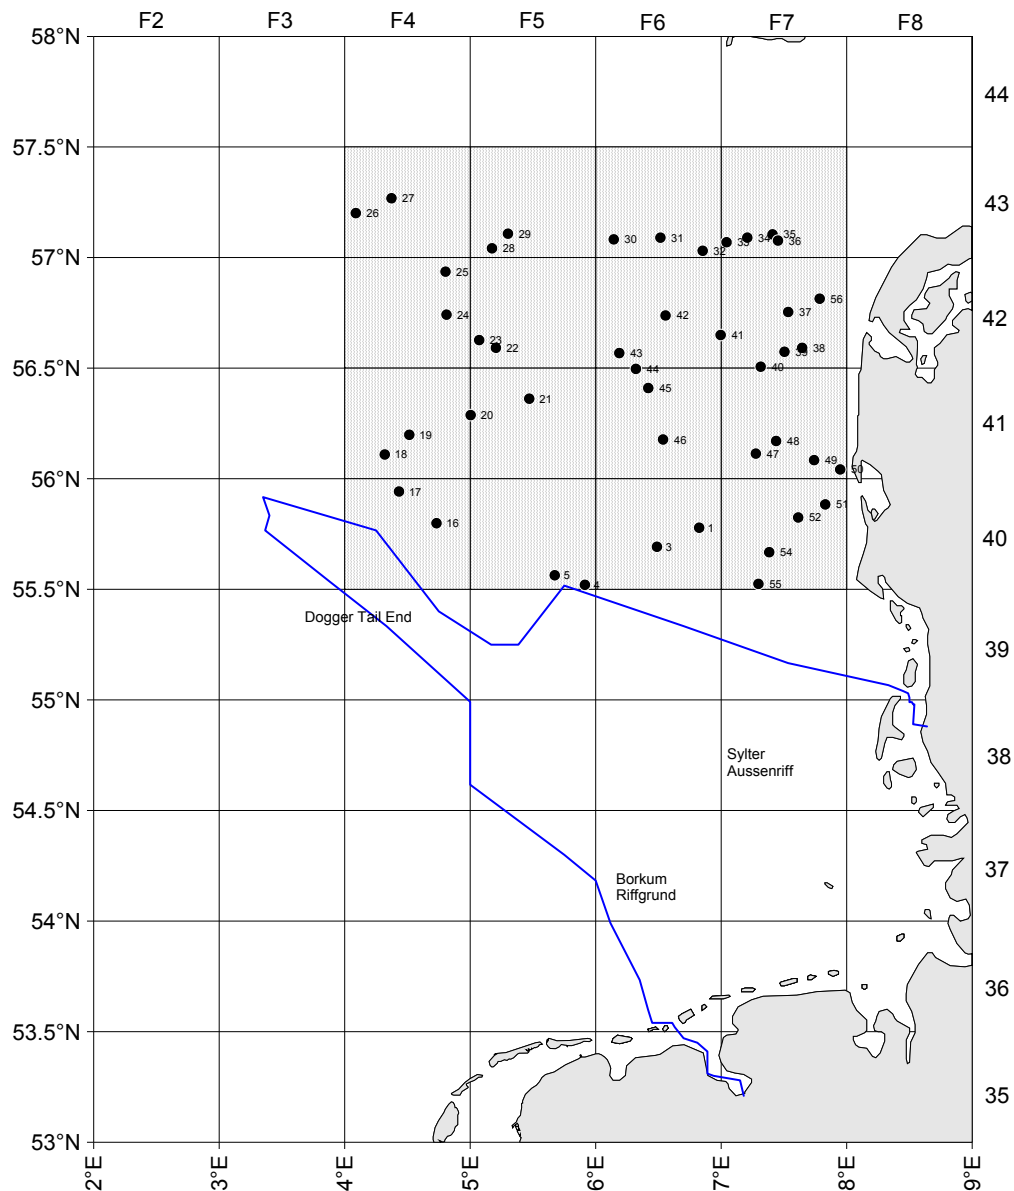 F2 F3 F4 F5 F6 F7 F8
58°N
44
57.5°N
27
26
43
29
30 31 33 34 35
28
36
32
57°N
25
56
24
42
37
42
41
23
22
38
39
43
56.5°N
44
40
45
21
20
41
19
46
48
18
47
49
50
56°N
17
51
16
52
1
40
3
54
5
4
55
55.5°N
Dogger Tail End
39
55°N
Sylter
Aussenriff
38
54.5°N
Borkum
Riffgrund
37
54°N
36
53.5°N
35
53°N
2°E 3°E 4°E 5°E 6°E 7°E 8°E 9°E